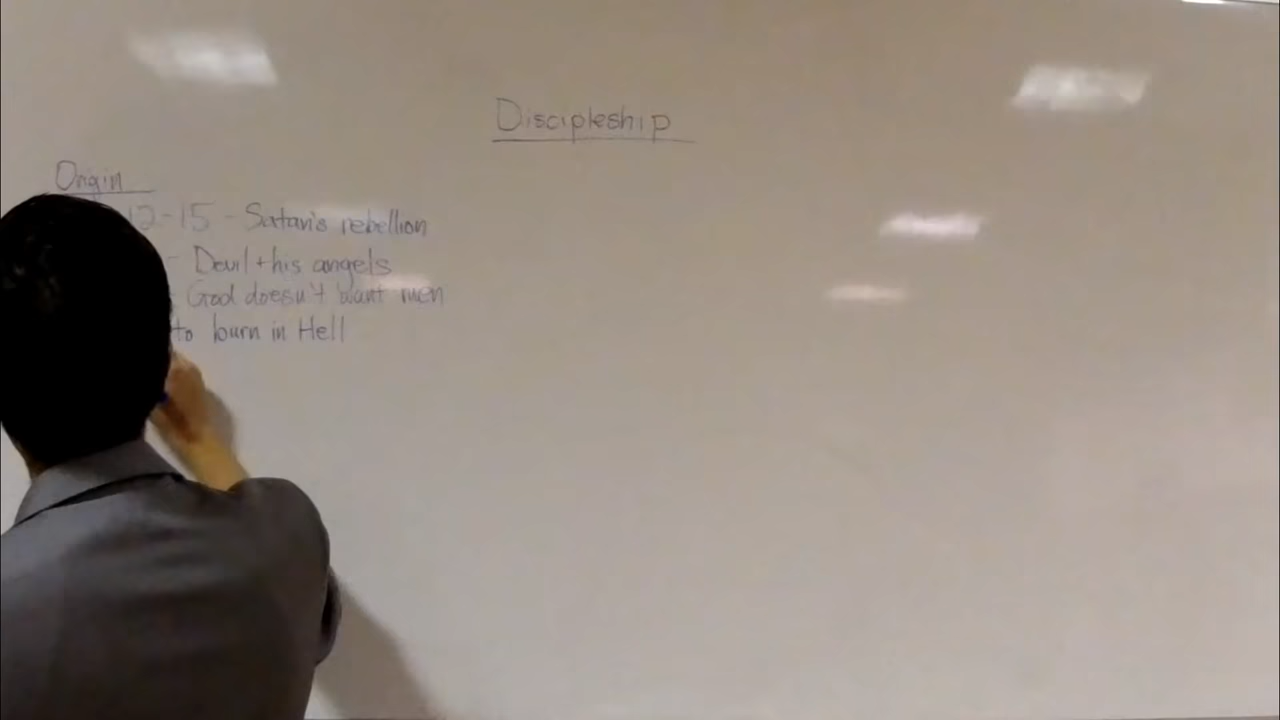 Discipleship
Origin
12-15 - Satan's rebellion
- Devil + his angels
- God doesn't want men
to burn in Hell